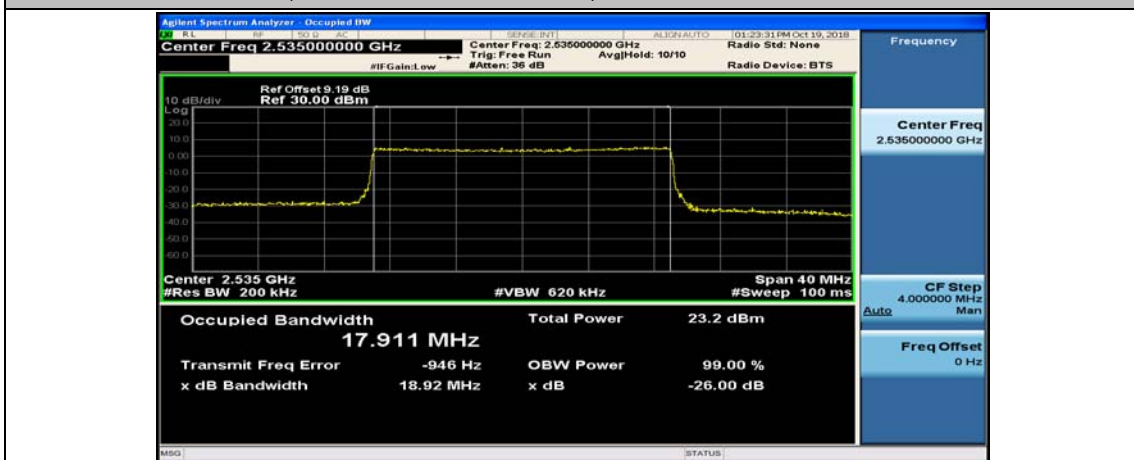 Agilent Spectrum Analyzer - Occupied BW
RL RF 50 Ω AC SENSE:INT ALIGN AUTO 01:23:31 PM Oct 19, 2018
Center Freq 2.535000000 GHz
Center Freq: 2.535000000 GHz
Radio Std: None
Trig: Free Run Avg|Hold: 10/10
#IFGain:Low #Atten: 36 dB Radio Device: BTS
Ref Offset 9.19 dB
10 dB/div Ref 30.00 dBm
Log
20.0
10.0
0.00
-10.0
-20.0
-30.0
-40.0
-50.0
-60.0
Center 2.535 GHz Span 40 MHz
#Res BW 200 kHz #VBW 620 kHz #Sweep 100 ms
Occupied Bandwidth Total Power 23.2 dBm
17.911 MHz
Transmit Freq Error -946 Hz OBW Power 99.00 %
x dB Bandwidth 18.92 MHz x dB -26.00 dB
MSG STATUS
Frequency
Center Freq
2.535000000 GHz
CF Step
4.000000 MHz
Auto Man
Freq Offset
0 Hz